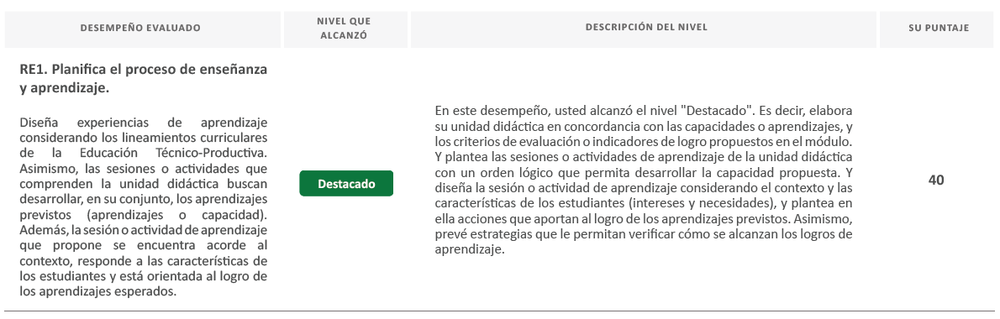 DESEMPEÑO EVALUADO
NIVEL QUE
ALCANZÓ
DESCRIPCIÓN DEL NIVEL
SU PUNTAJE
RE1. Planifica el proceso de enseñanza
y aprendizaje.
Diseña experiencias de aprendizaje
considerando los lineamientos curriculares
de la Educación Técnico-Productiva.
Asimismo, las sesiones o actividades que
comprenden la unidad didáctica buscan
desarrollar, en su conjunto, los aprendizajes
previstos (aprendizajes o capacidad).
Además, la sesión o actividad de aprendizaje
que propone se encuentra acorde al
contexto, responde a las características de
los estudiantes y está orientada al logro de
los aprendizajes esperados.
Destacado
En este desempeño, usted alcanzó el nivel "Destacado". Es decir, elabora
su unidad didáctica en concordancia con las capacidades o aprendizajes, y
los criterios de evaluación o indicadores de logro propuestos en el módulo.
Y plantea las sesiones o actividades de aprendizaje de la unidad didáctica
con un orden lógico que permita desarrollar la capacidad propuesta. Y
diseña la sesión o actividad de aprendizaje considerando el contexto y las
características de los estudiantes (intereses y necesidades), y plantea en
ella acciones que aportan al logro de los aprendizajes previstos. Asimismo,
prevé estrategias que le permitan verificar cómo se alcanzan los logros de
aprendizaje.
40